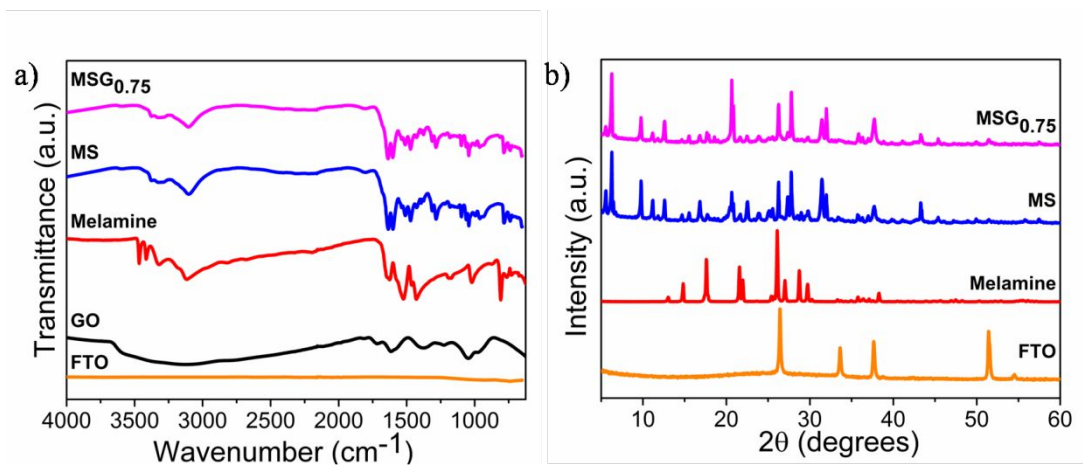 a)
MSG0.75
MS
Melamine
GO
FTO
Transmittance (a.u.)
4000 3500 3000 2500 2000 1500 1000
Wavenumber (cm-1)
b)
MSG0.75
MS
Melamine
FTO
Intensity (a.u.)
10 20 30 40 50 60
2θ (degrees)